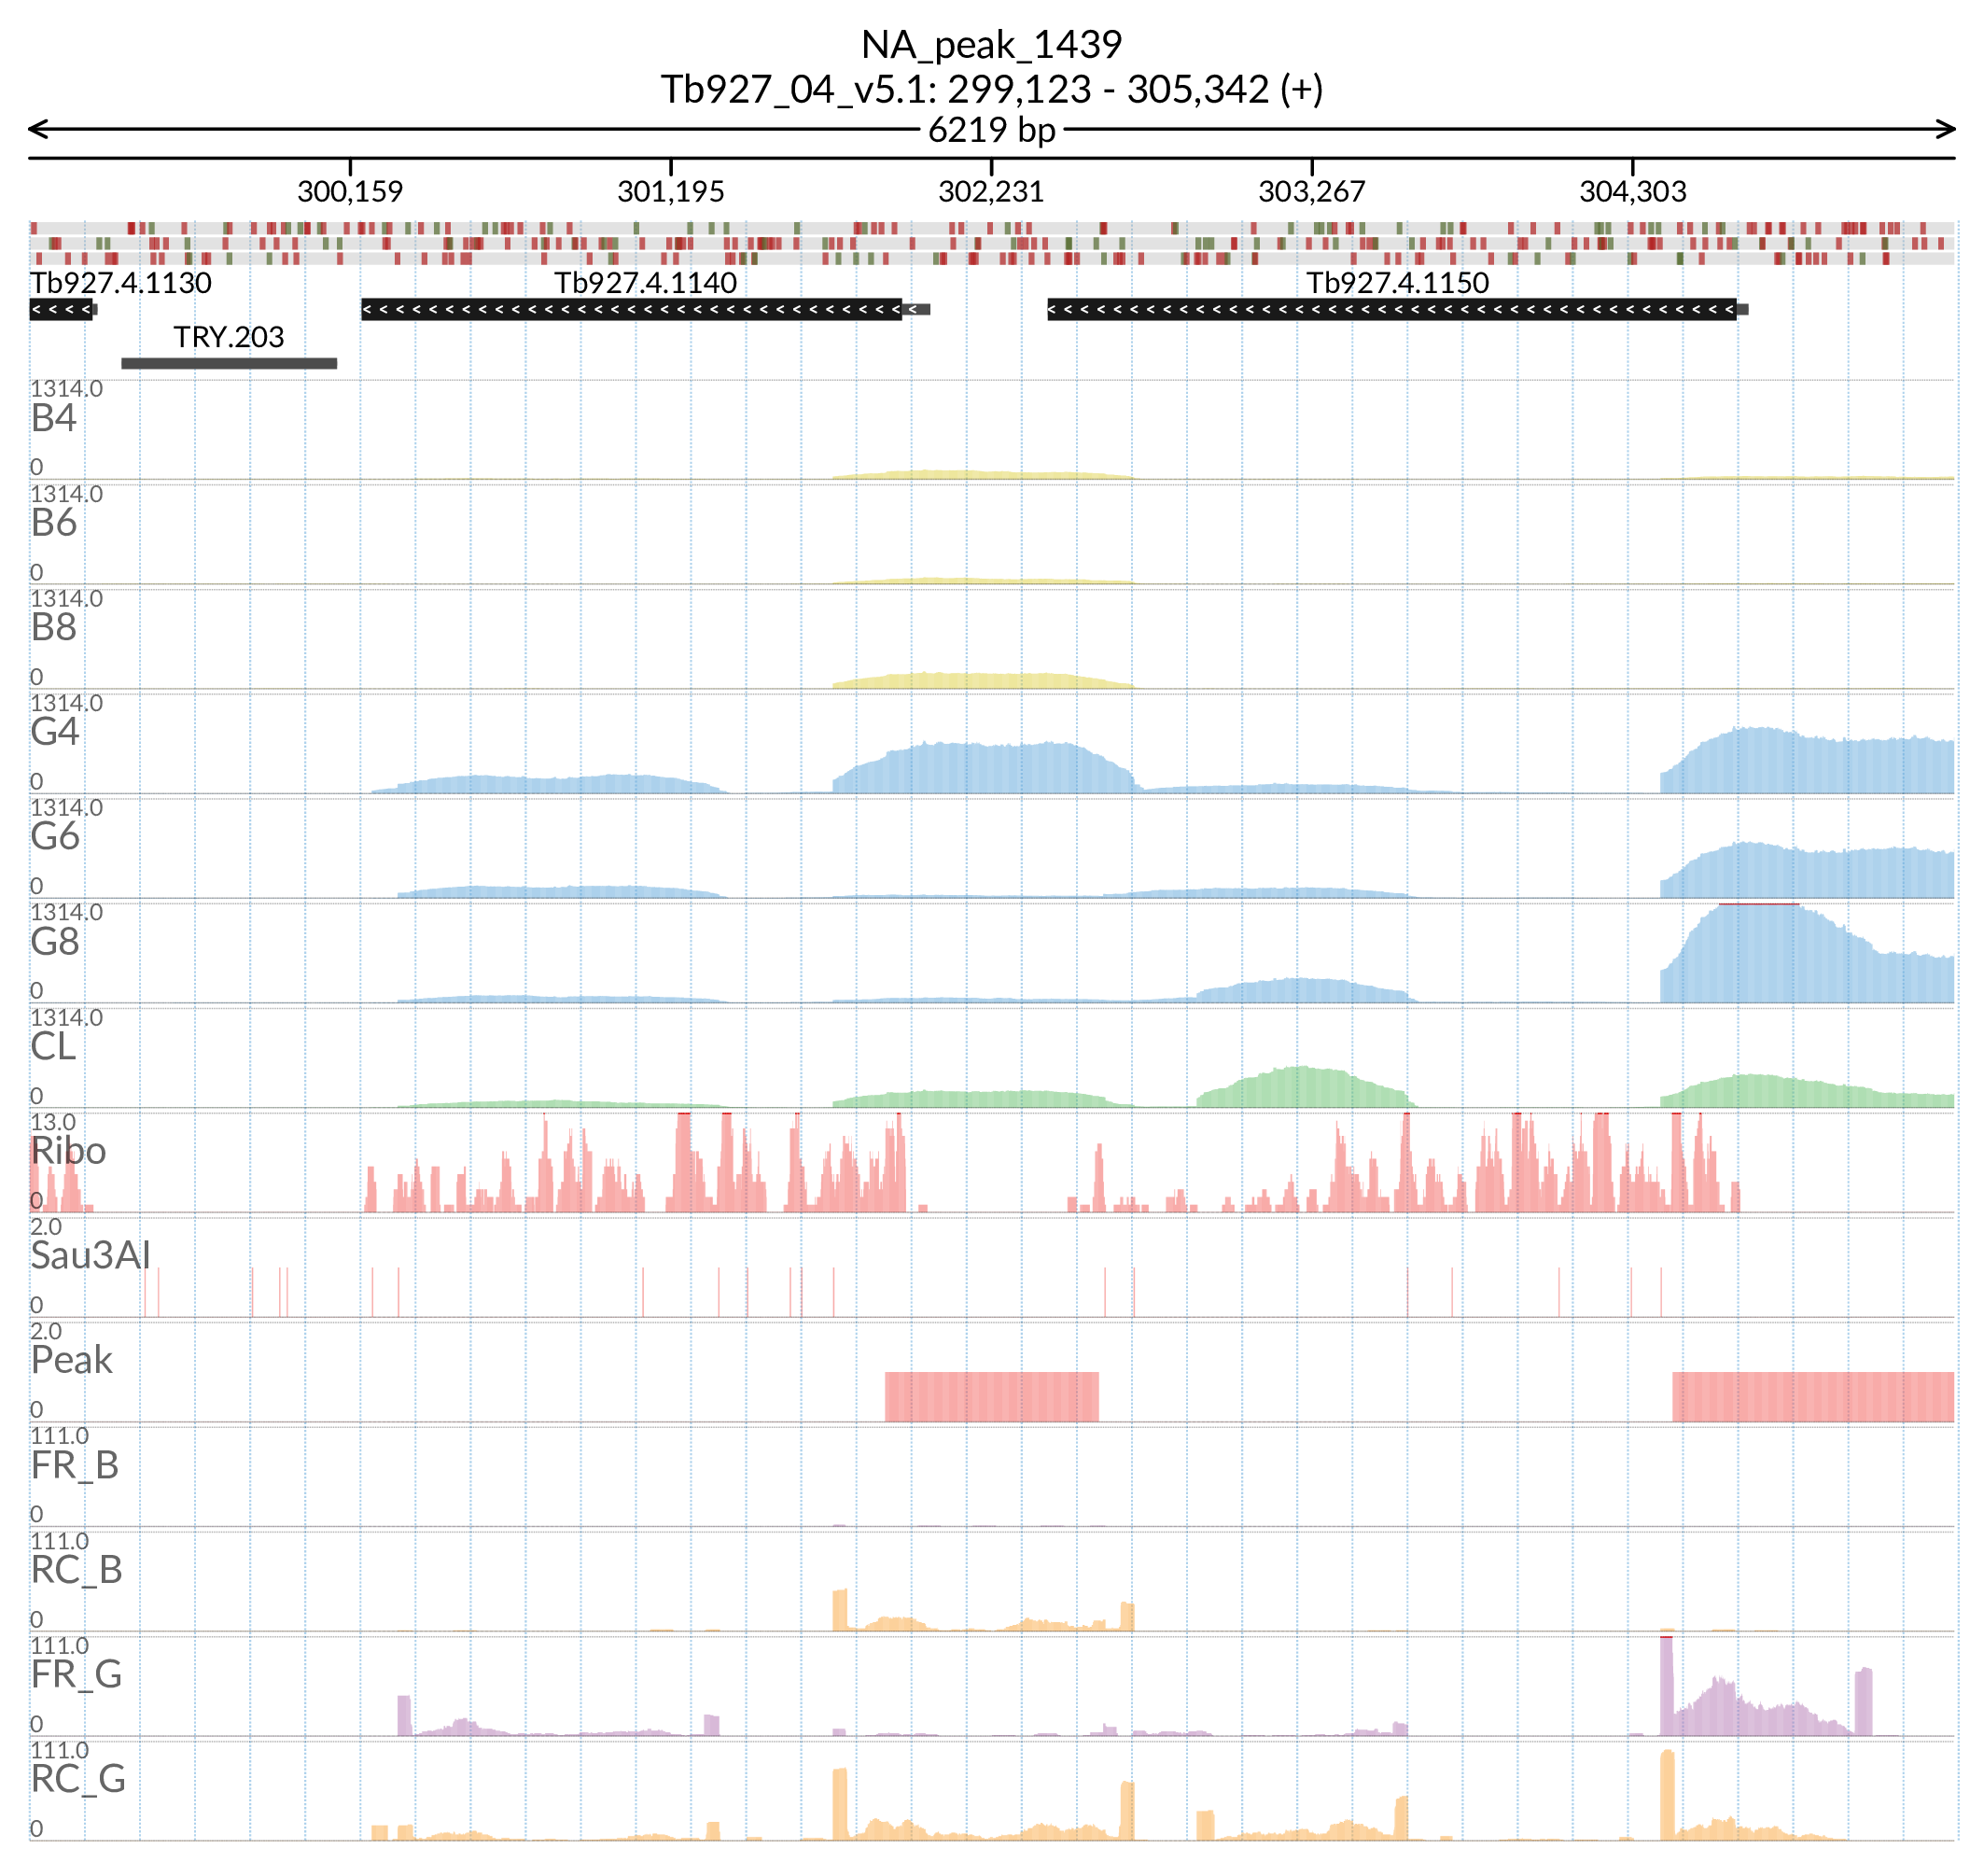 NA_peak_1439
Tb927_04_v5.1: 299,123 - 305,342 (+)
6219 bp
300,159 301,195 302,231 303,267 304,303
Tb927.4.1130 Tb927.4.1140 Tb927.4.1150
TRY.203
1314.0
B4
0
1314.0
B6
0
1314.0
B8
0
1314.0
G4
0
1314.0
G6
0
1314.0
G8
0
1314.0
CL
0
13.0
Ribo
0
2.0
Sau3AI
0
2.0
Peak
0
111.0
FR_B
0
111.0
RC_B
0
111.0
FR_G
0
111.0
RC_G
0